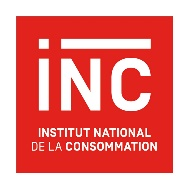 iNC
INSTITUT NATIONAL
DE LA CONSOMMATION